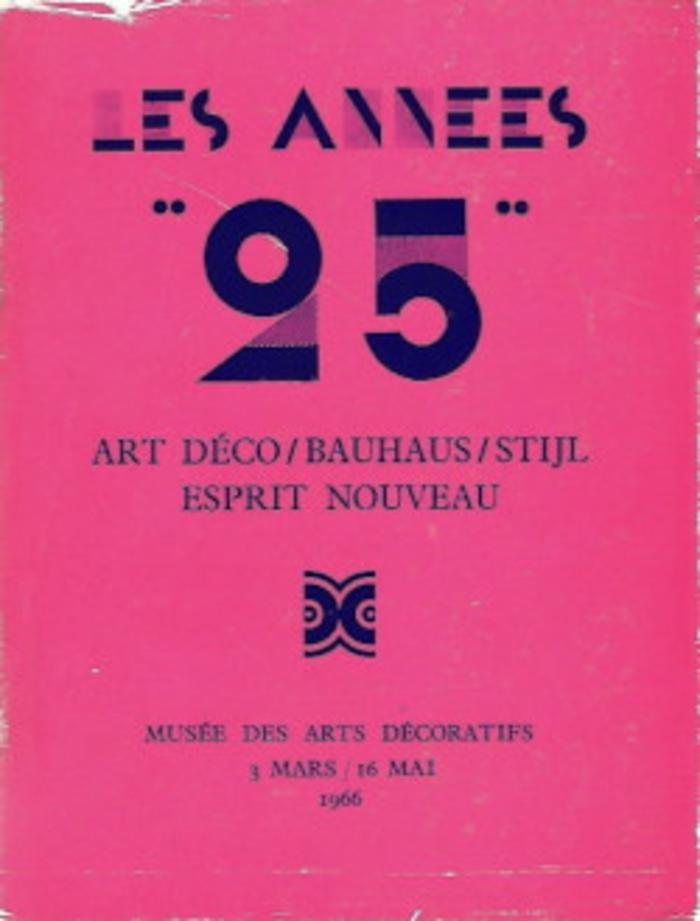 LES ANNEES
"25"
ART DÉCO/BAUHAUS/STIJL
ESPRIT NOUVEAU
MUSÉE DES ARTS DÉCORATIFS
3 MARS / 16 MAI
1966